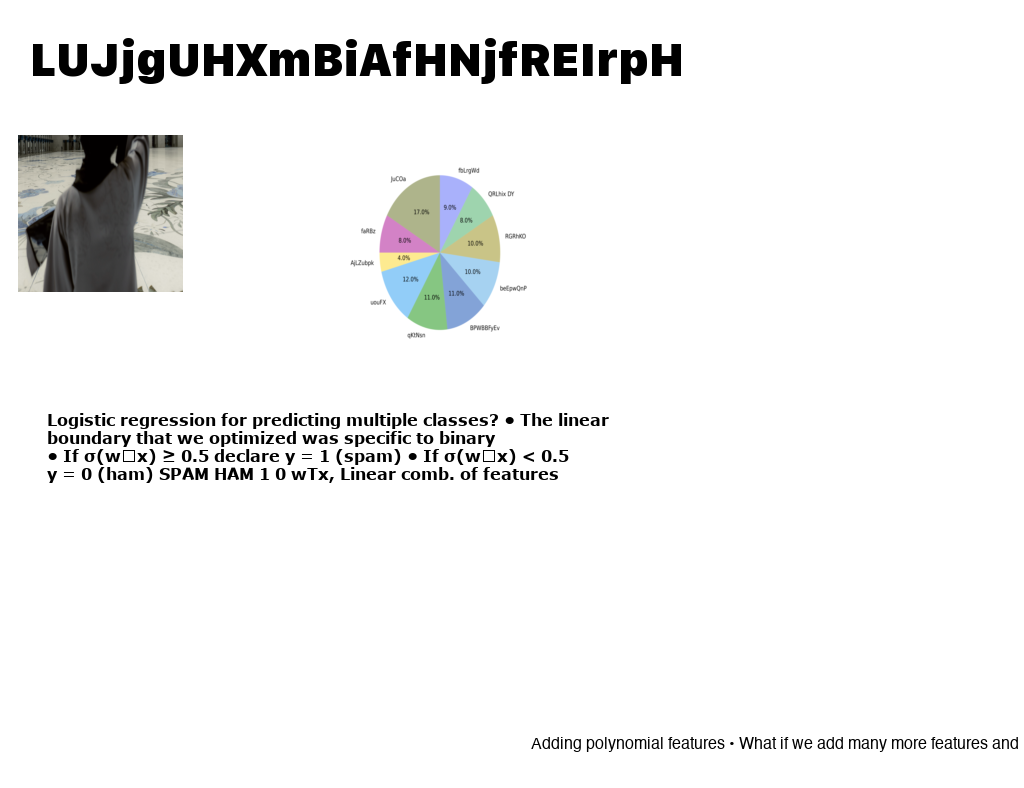 LUJjgUHXmBiAfHNjfREIrpH
fbLrgWd
JuCOa
QRLhix DY
9.0%
17.0%
8.0%
faRBz
RGRhKO
8.0%
10.0%
4.0%
AjLZubpk
10.0%
12.0%
beEpwQnP
11.0%
11.0%
uouFX
BPWBBFyEv
qKtNsn
Logistic regression for predicting multiple classes? • The linear
boundary that we optimized was specific to binary
• If σ(w□x) ≥ 0.5 declare y = 1 (spam) • If σ(w□x) < 0.5
y = 0 (ham) SPAM HAM 1 0 wTx, Linear comb. of features
Adding polynomial features • What if we add many more features and